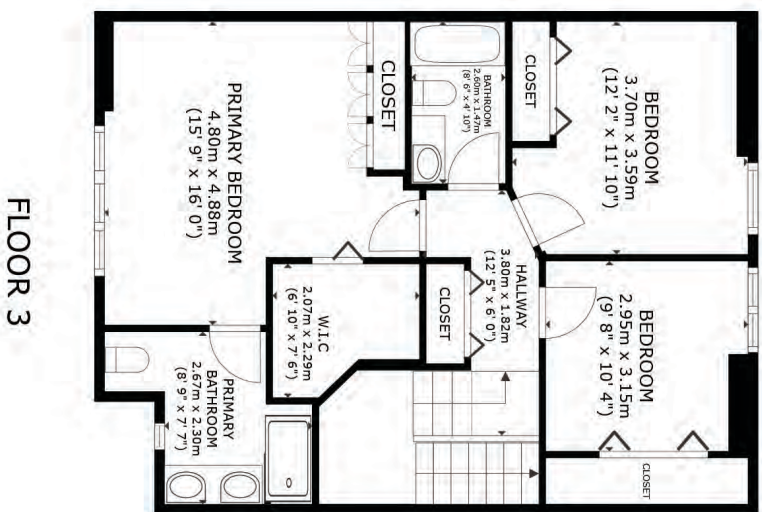 BEDROOM
3.70m x 3.59m
(12' 2" x 11' 10")
CLOSET
BATHROOM
2.60m x 1.47m
(8' 6" x 4' 10")
CLOSET
PRIMARY BEDROOM
4.80m x 4.88m
(15' 9" x 16' 0")
BEDROOM
2.95m x 3.15m
(9' 8" x 10' 4")
CLOSET
HALLWAY
3.80m x 1.82m
(12' 5" x 6' 0")
CLOSET
W.I.C
2.07m x 2.29m
(6' 10" x 7' 6")
PRIMARY
BATHROOM
2.67m x 2.30m
(8' 9" x 7' 7")
FLOOR 3